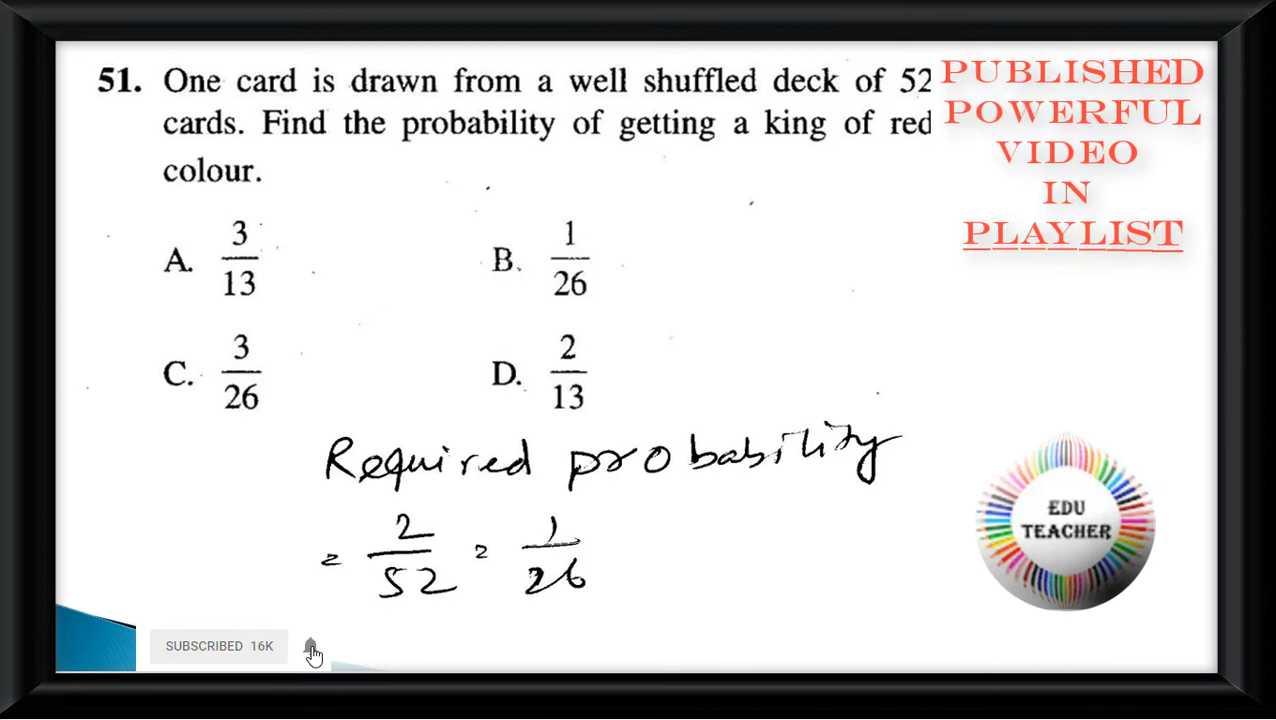 51. One card is drawn from a well shuffled deck of 52
cards. Find the probability of getting a king of red
colour.
A. 3/13
B. 1/26
C. 3/26
D. 2/13
Required probability
= 2/52 = 1/26
PUBLISHED
POWERFUL
VIDEO
IN
PLAYLIST
EDU
TEACHER
SUBSCRIBED 16K